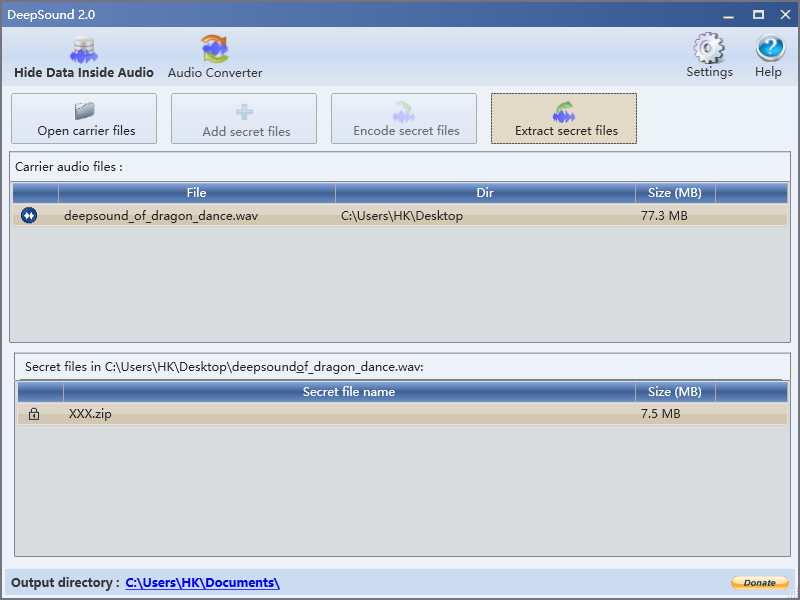 DeepSound 2.0
Hide Data Inside Audio Audio Converter Settings Help
Open carrier files Add secret files Encode secret files Extract secret files
Carrier audio files :
File Dir Size (MB)
deepsound_of_dragon_dance.wav C:\Users\HK\Desktop 77.3 MB
Secret files in C:\Users\HK\Desktop\deepsoundof_dragon_dance.wav:
Secret file name Size (MB)
XXX.zip 7.5 MB
Output directory : C:\Users\HK\Documents\ Donate